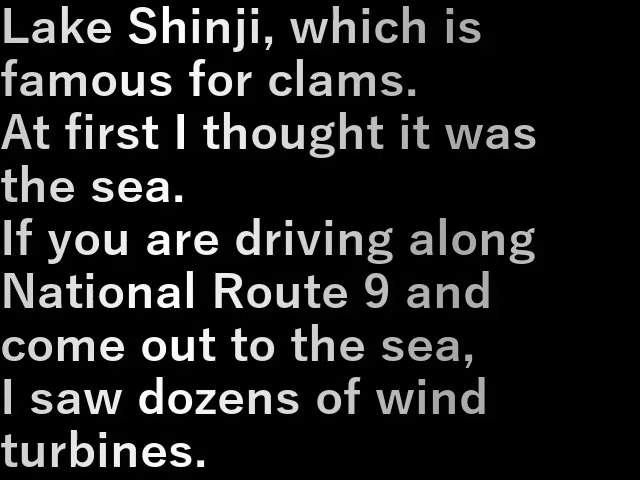 Lake Shinji, which is
famous for clams.
At first I thought it was
the sea.
If you are driving along
National Route 9 and
come out to the sea,
I saw dozens of wind
turbines.